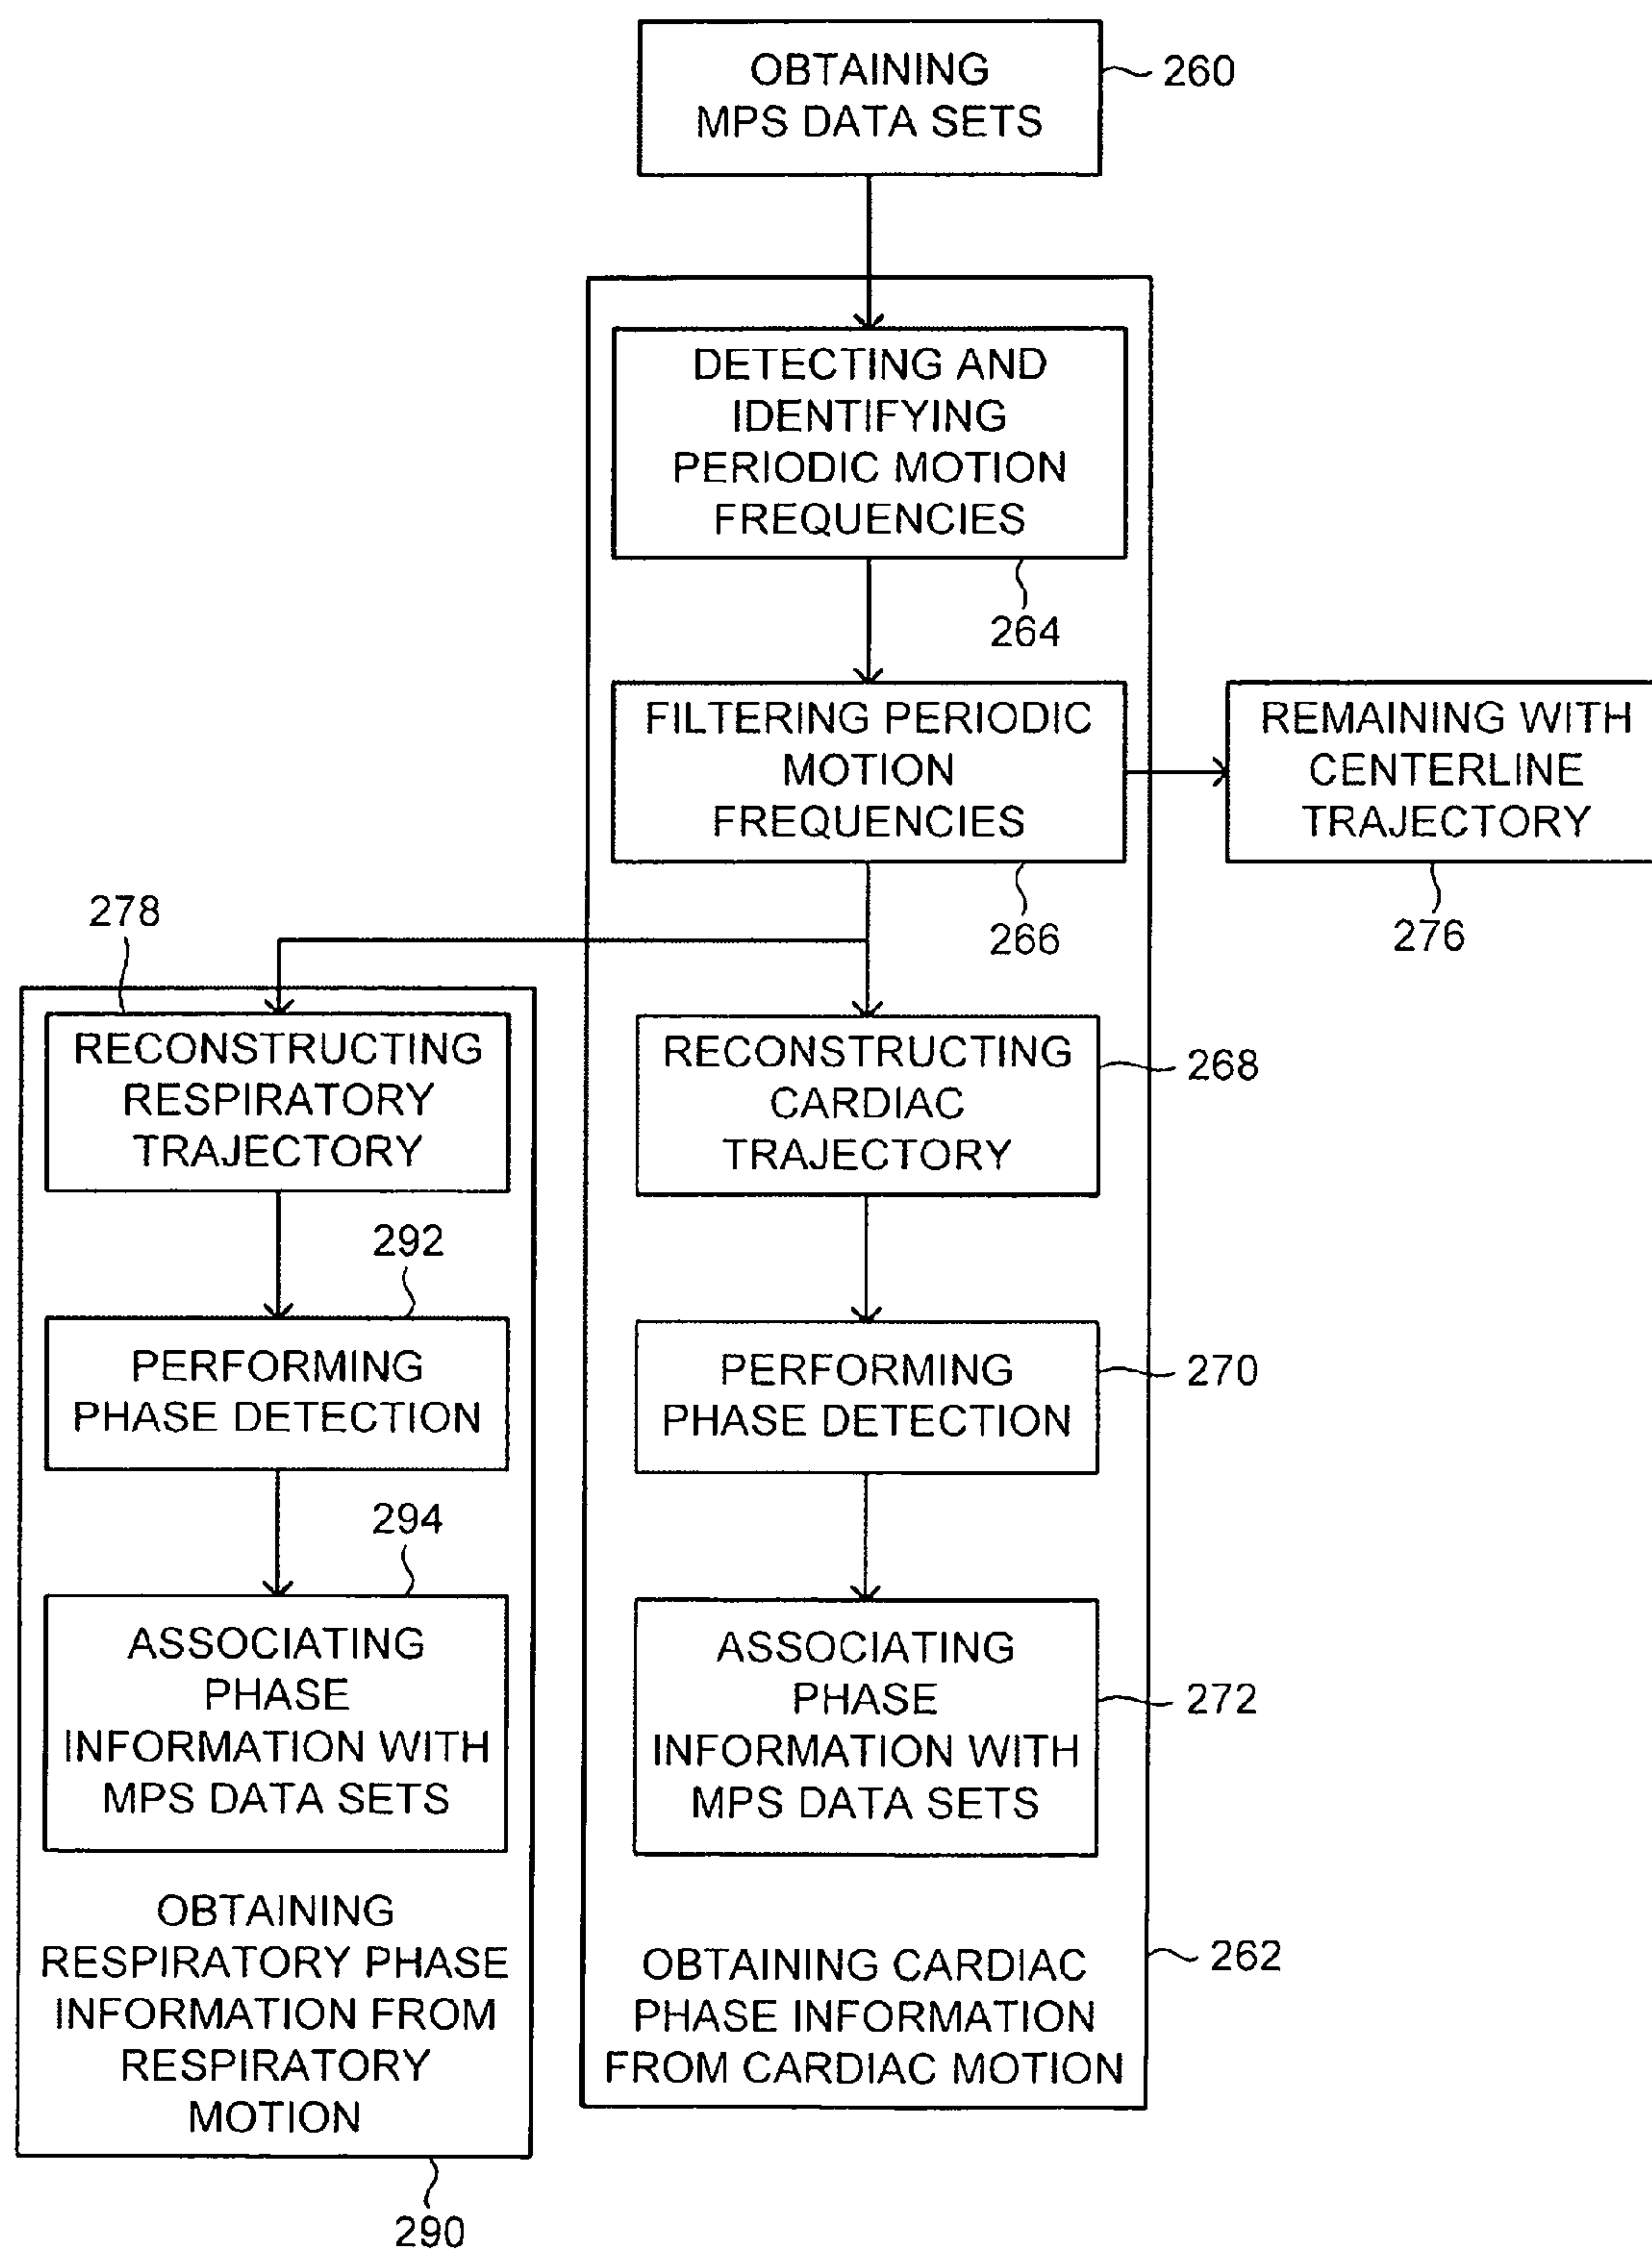 OBTAINING
MPS DATA SETS
260
DETECTING AND
IDENTIFYING
PERIODIC MOTION
FREQUENCIES
264
FILTERING PERIODIC
MOTION
FREQUENCIES
266
REMAINING WITH
CENTERLINE
TRAJECTORY
276
278
RECONSTRUCTING
RESPIRATORY
TRAJECTORY
RECONSTRUCTING
CARDIAC
TRAJECTORY
268
292
PERFORMING
PHASE DETECTION
PERFORMING
PHASE DETECTION
270
294
ASSOCIATING
PHASE
INFORMATION WITH
MPS DATA SETS
ASSOCIATING
PHASE
INFORMATION WITH
MPS DATA SETS
272
OBTAINING
RESPIRATORY PHASE
INFORMATION FROM
RESPIRATORY
MOTION
290
OBTAINING CARDIAC
PHASE INFORMATION
FROM CARDIAC MOTION
262